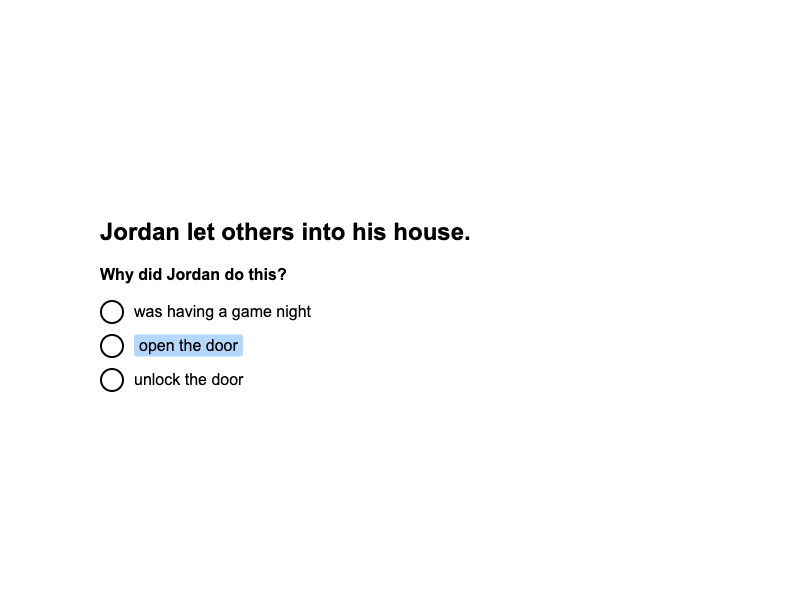 Jordan let others into his house.
Why did Jordan do this?
was having a game night
open the door
unlock the door